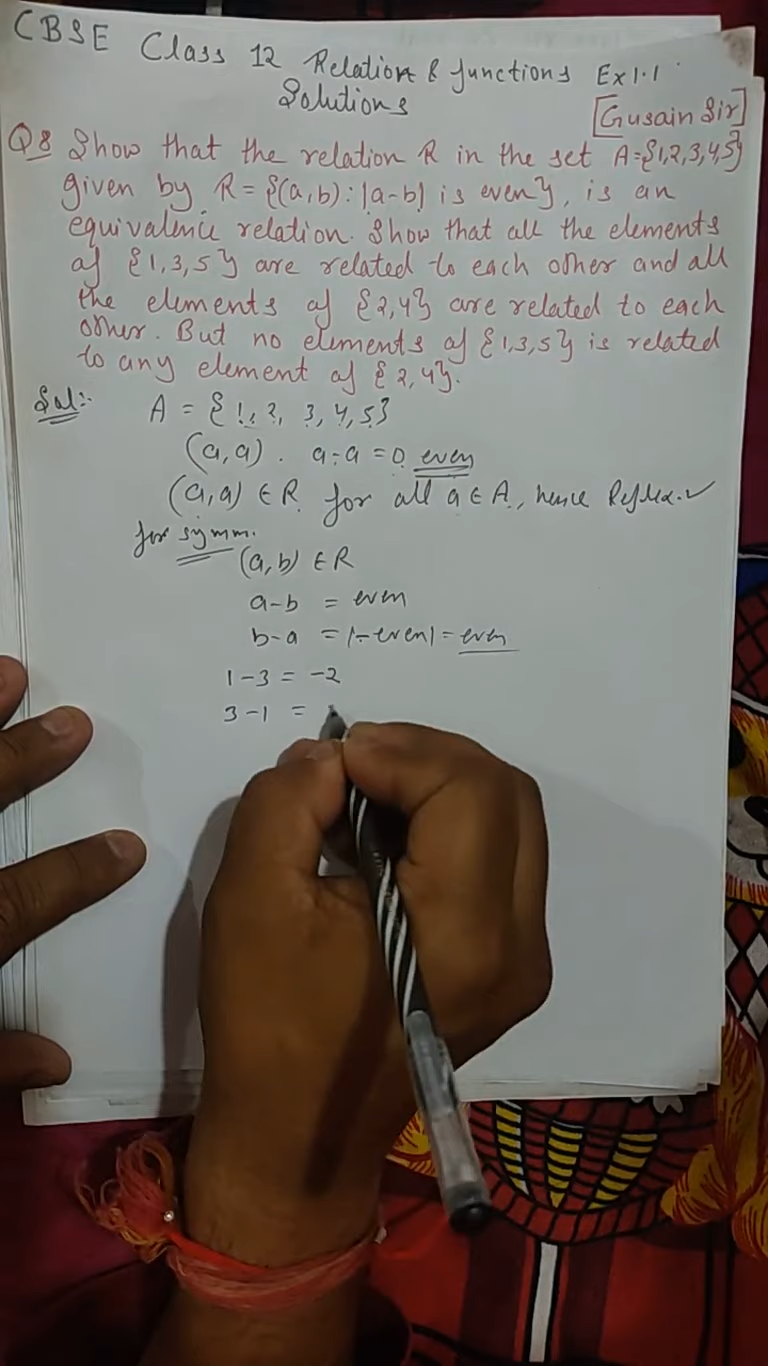 CBSE Class 12 Relation & functions Ex 1.1
Solutions
[Gusain Sir]
Q8 Show that the relation R in the set A={1,2,3,4,5}
given by R = {(a,b) : |a-b| is even}, is an
equivalence relation. Show that all the elements
of {1,3,5} are related to each other and all
the elements of {2,4} are related to each
other. But no elements of {1,3,5} is related
to any element of {2,4}.
Sol:- A = {1, 2, 3, 4, 5}
(a,a). a-a = 0 even
(a,a) ∈ R for all a ∈ A, hence Reflex. ✓
for symm.
(a,b) ∈ R
a-b = even
b-a = |-even| = even
1-3 = -2
3-1 =